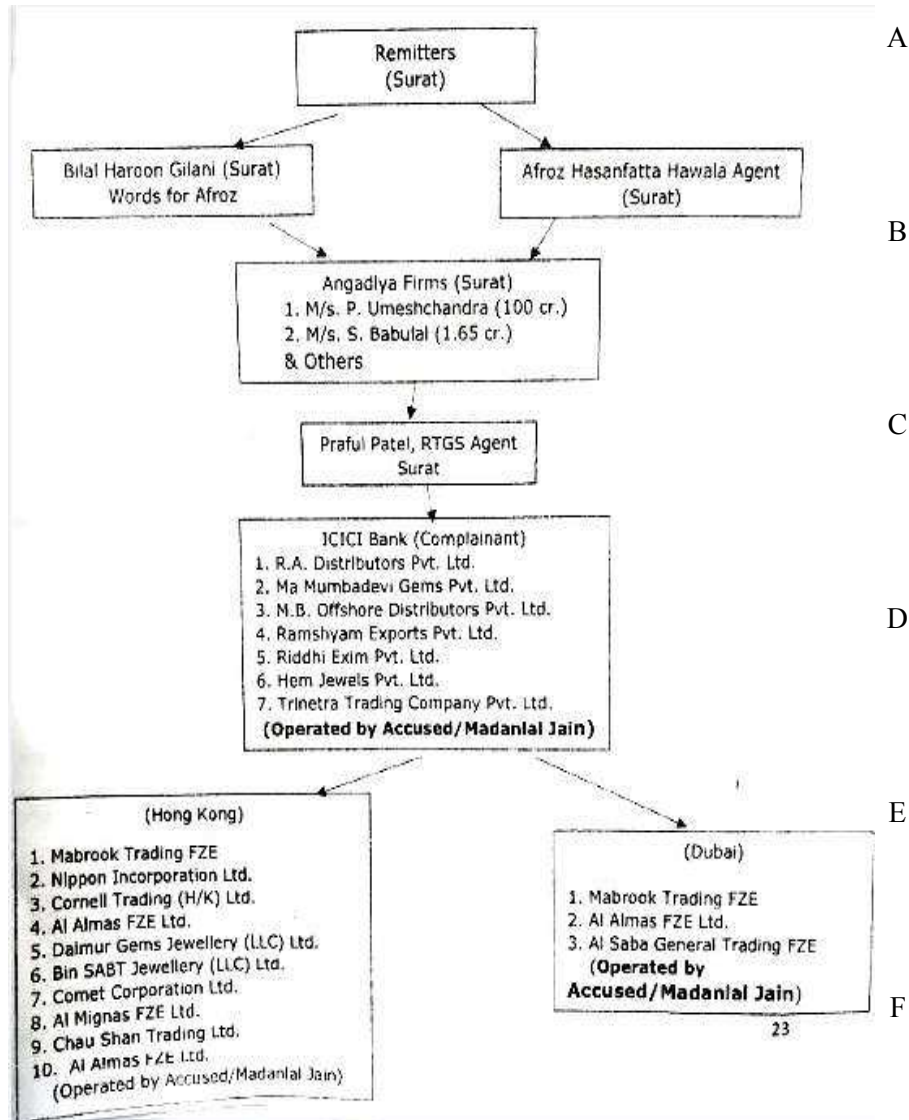 A
Remitters
(Surat)
Bilal Haroon Gilani (Surat)
Words for Afroz
Afroz Hasanfatta Hawala Agent
(Surat)
B
Angadiya Firms (Surat)
1. M/s. P. Umeshchandra (100 cr.)
2. M/s. S. Babulal (1.65 cr.)
& Others
C
Praful Patel, RTGS Agent
Surat
ICICI Bank (Complainant)
1. R.A. Distributors Pvt. Ltd.
2. Ma Mumbadevi Gems Pvt. Ltd.
3. M.B. Offshore Distributors Pvt. Ltd.
4. Ramshyam Exports Pvt. Ltd.
5. Riddhi Exim Pvt. Ltd.
6. Hem Jewels Pvt. Ltd.
7. Trinetra Trading Company Pvt. Ltd.
(Operated by Accused/Madanlal Jain)
D
E
(Hong Kong)
1. Mabrook Trading FZE
2. Nippon Incorporation Ltd.
3. Cornell Trading (H/K) Ltd.
4. Al Almas FZE Ltd.
5. Daimur Gems Jewellery (LLC) Ltd.
6. Bin SABT Jewellery (LLC) Ltd.
7. Comet Corporation Ltd.
8. Al Mignas FZE Ltd.
9. Chau Shan Trading Ltd.
10. Al Almas FZE Ltd.
(Operated by Accused/Madanlal Jain)
(Dubai)
1. Mabrook Trading FZE
2. Al Almas FZE Ltd.
3. Al Saba General Trading FZE
(Operated by
Accused/Madanlal Jain)
F
23